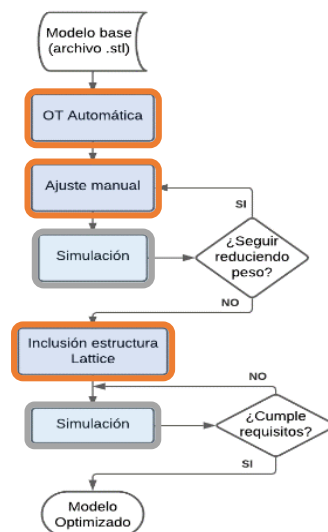 Modelo base
(archivo .stl)
OT Automática
Ajuste manual
SI
Simulación
¿Seguir
reduciendo
peso?
NO
Inclusión estructura
Lattice
NO
Simulación
¿Cumple
requisitos?
SI
Modelo
Optimizado